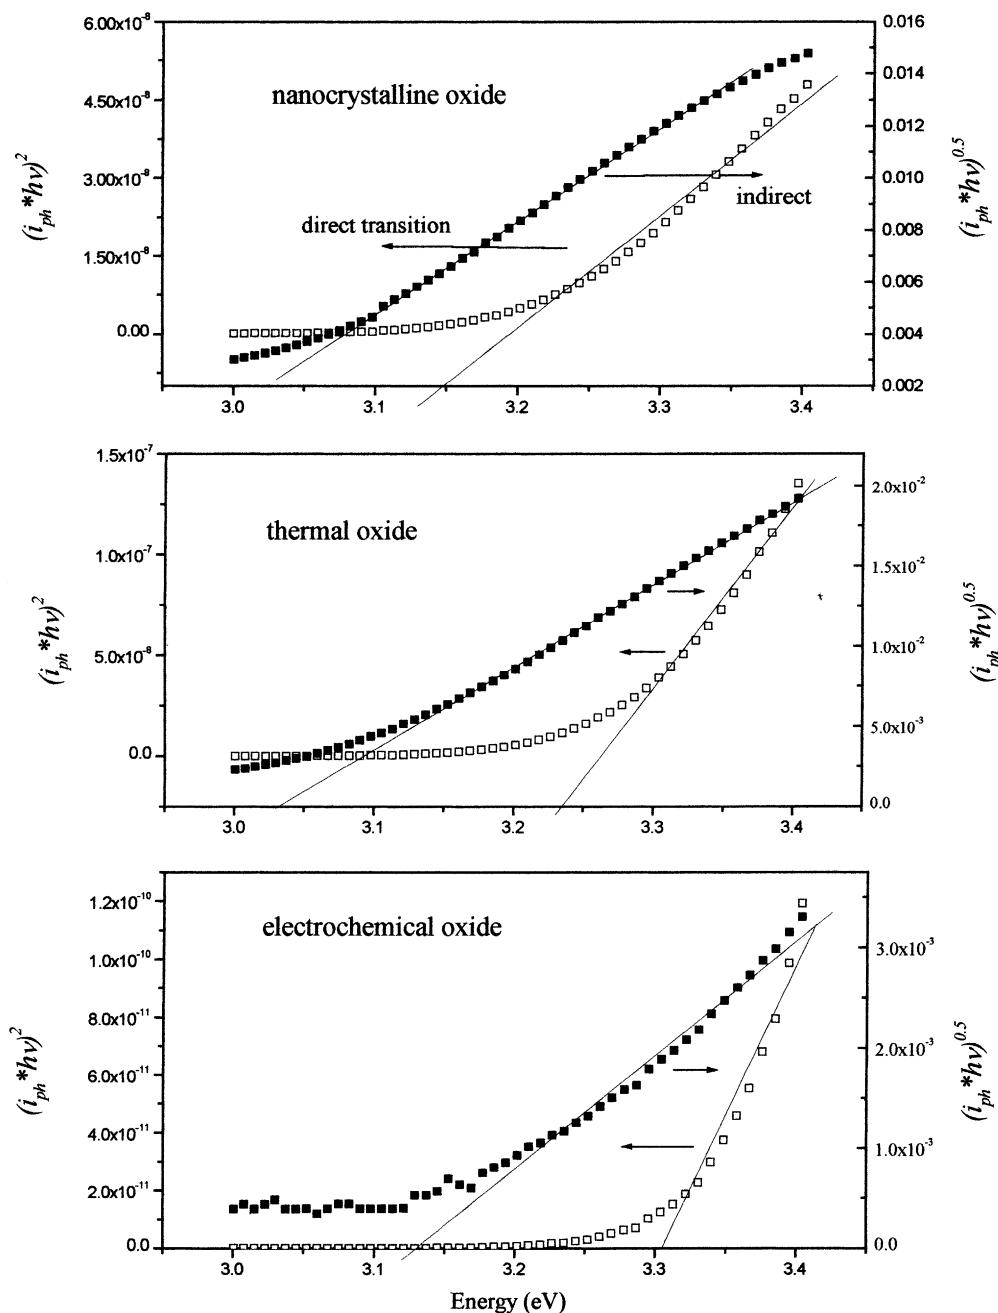 nanocrystalline oxide
6.00x10⁻⁸
4.50x10⁻⁸
3.00x10⁻⁸
1.50x10⁻⁸
0.00
(i_ph*hν)²
direct transition
indirect
0.016
0.014
0.012
0.010
0.008
0.006
0.004
0.002
(i_ph*hν)^0.5
3.0 3.1 3.2 3.3 3.4
thermal oxide
1.5x10⁻⁷
1.0x10⁻⁷
5.0x10⁻⁸
0.0
(i_ph*hν)²
2.0x10⁻²
1.5x10⁻²
1.0x10⁻²
5.0x10⁻³
0.0
(i_ph*hν)^0.5
3.0 3.1 3.2 3.3 3.4
electrochemical oxide
1.2x10⁻¹⁰
1.0x10⁻¹⁰
8.0x10⁻¹¹
6.0x10⁻¹¹
4.0x10⁻¹¹
2.0x10⁻¹¹
0.0
(i_ph*hν)²
3.0x10⁻³
2.0x10⁻³
1.0x10⁻³
0.0
(i_ph*hν)^0.5
3.0 3.1 3.2 3.3 3.4
Energy (eV)